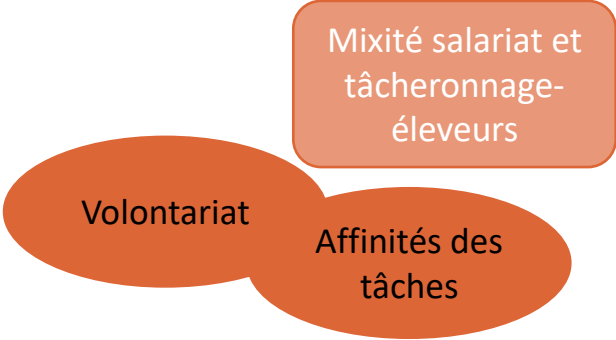 Mixité salariat et
tâcheronnage-
éleveurs
Volontariat
Affinités des
tâches